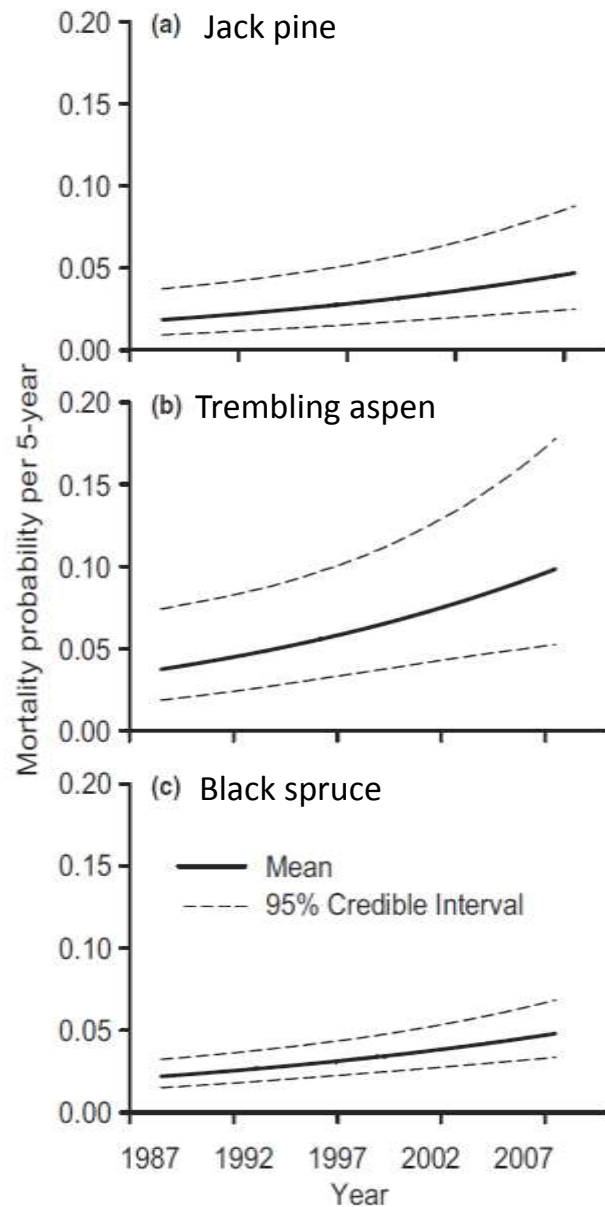 Mortality probability per 5-year
(a) Jack pine
0.20
0.15
0.10
0.05
0.00
(b) Trembling aspen
0.20
0.15
0.10
0.05
0.00
(c) Black spruce
0.20
0.15
0.10
0.05
0.00
Mean
95% Credible Interval
1987 1992 1997 2002 2007
Year